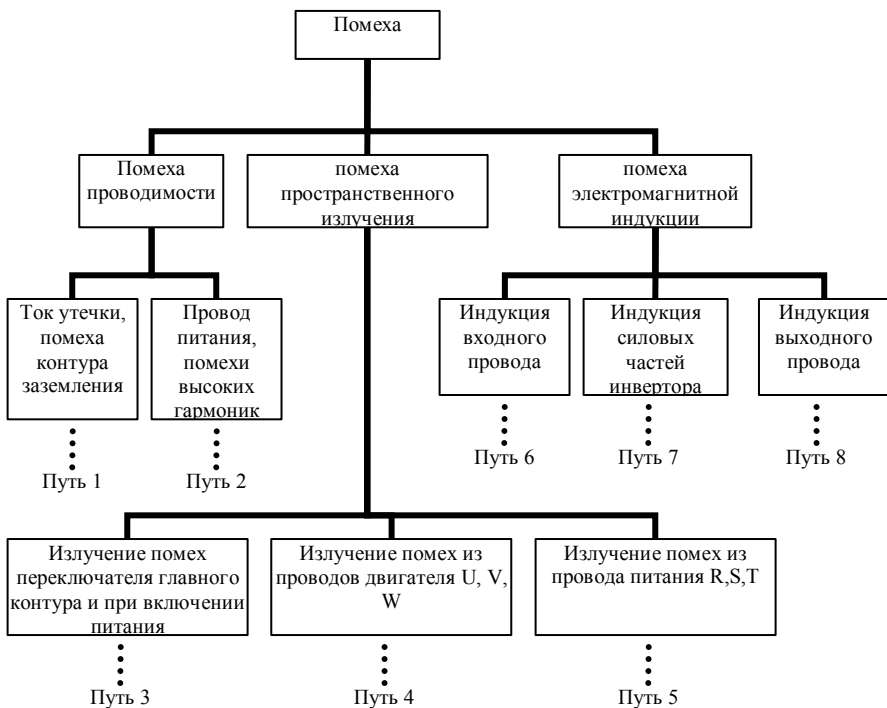 Помеха
Помеха
проводимости
помеха
пространственного
излучения
помеха
электромагнитной
индукции
Ток утечки,
помеха
контура
заземления
Провод
питания,
помехи
высоких
гармоник
Индукция
входного
провода
Индукция
силовых
частей
инвертора
Индукция
выходного
провода
Путь 1
Путь 2
Путь 6
Путь 7
Путь 8
Излучение помех
переключателя главного
контура и при включении
питания
Излучение помех из
проводов двигателя U, V,
W
Излучение помех из
провода питания R,S,T
Путь 3
Путь 4
Путь 5